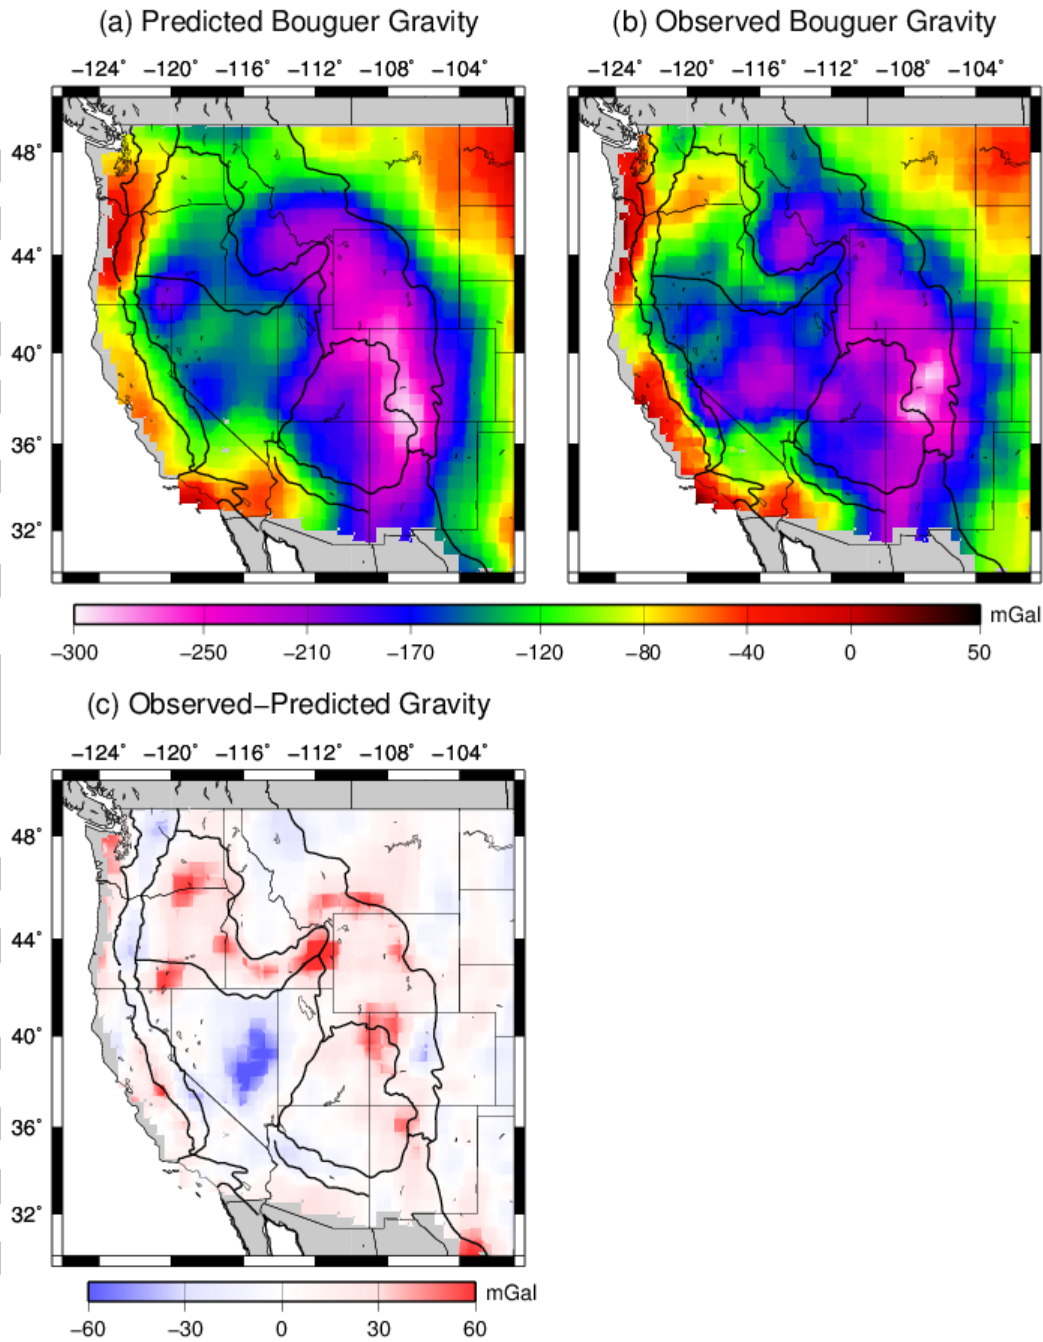 (a) Predicted Bouguer Gravity
(b) Observed Bouguer Gravity
−124˚ −120˚ −116˚ −112˚ −108˚ −104˚
−124˚ −120˚ −116˚ −112˚ −108˚ −104˚
48˚
44˚
40˚
36˚
32˚
mGal
−300 −250 −210 −170 −120 −80 −40 0 50
(c) Observed−Predicted Gravity
−124˚ −120˚ −116˚ −112˚ −108˚ −104˚
48˚
44˚
40˚
36˚
32˚
mGal
−60 −30 0 30 60